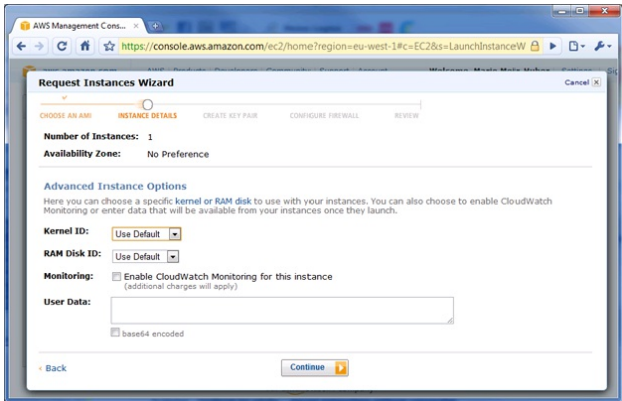 AWS Management Cons...
https://console.aws.amazon.com/ec2/home?region=eu-west-1#c=EC2&s=LaunchInstanceW
Request Instances Wizard
Cancel
CHOOSE AN AMI INSTANCE DETAILS CREATE KEY PAIR CONFIGURE FIREWALL REVIEW
Number of Instances: 1
Availability Zone: No Preference
Advanced Instance Options
Here you can choose a specific kernel or RAM disk to use with your instances. You can also choose to enable CloudWatch
Monitoring or enter data that will be available from your instances once they launch.
Kernel ID: Use Default
RAM Disk ID: Use Default
Monitoring: Enable CloudWatch Monitoring for this instance
(additional charges will apply)
User Data:
base64 encoded
‹ Back
Continue